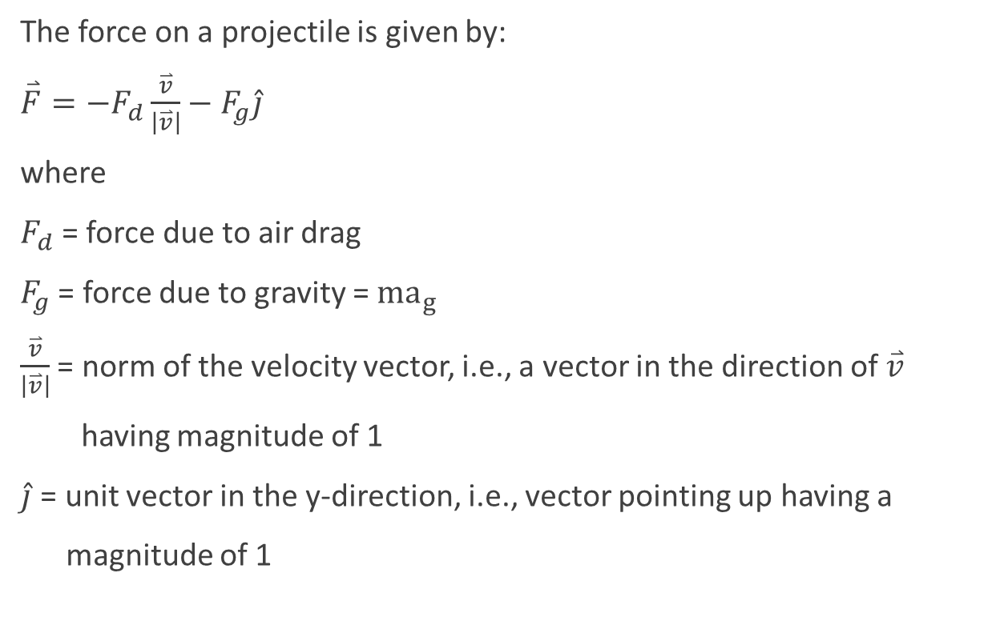 The force on a projectile is given by:
$\vec{F} = -F_d \frac{\vec{v}}{|\vec{v}|} - F_g \hat{\jmath}$
where
$F_d$ = force due to air drag
$F_g$ = force due to gravity = $\mathrm{ma_g}$
$\frac{\vec{v}}{|\vec{v}|}$ = norm of the velocity vector, i.e., a vector in the direction of $\vec{v}$
having magnitude of 1
$\hat{\jmath}$ = unit vector in the y-direction, i.e., vector pointing up having a
magnitude of 1